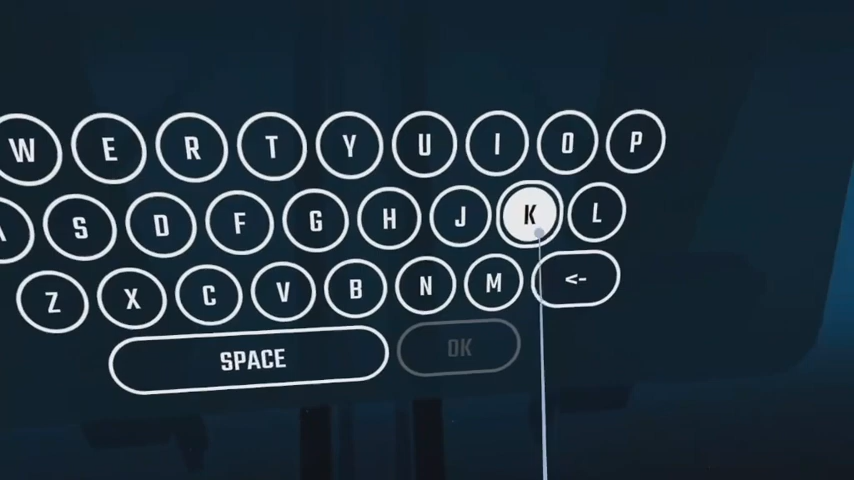 W E R T Y U I O P
A S D F G H J K L
Z X C V B N M <-
SPACE OK